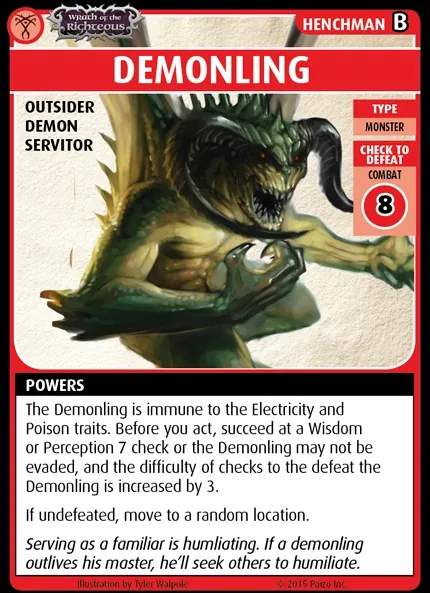 Wrath of the
Righteous
HENCHMAN B
DEMONLING
OUTSIDER
DEMON
SERVITOR
TYPE
MONSTER
CHECK TO
DEFEAT
COMBAT
8
POWERS
The Demonling is immune to the Electricity and
Poison traits. Before you act, succeed at a Wisdom
or Perception 7 check or the Demonling may not be
evaded, and the difficulty of checks to the defeat the
Demonling is increased by 3.
If undefeated, move to a random location.
Serving as a familiar is humliating. If a demonling
outlives his master, he’ll seek others to humiliate.
Illustration by Tyler Walpole © 2015 Paizo Inc.